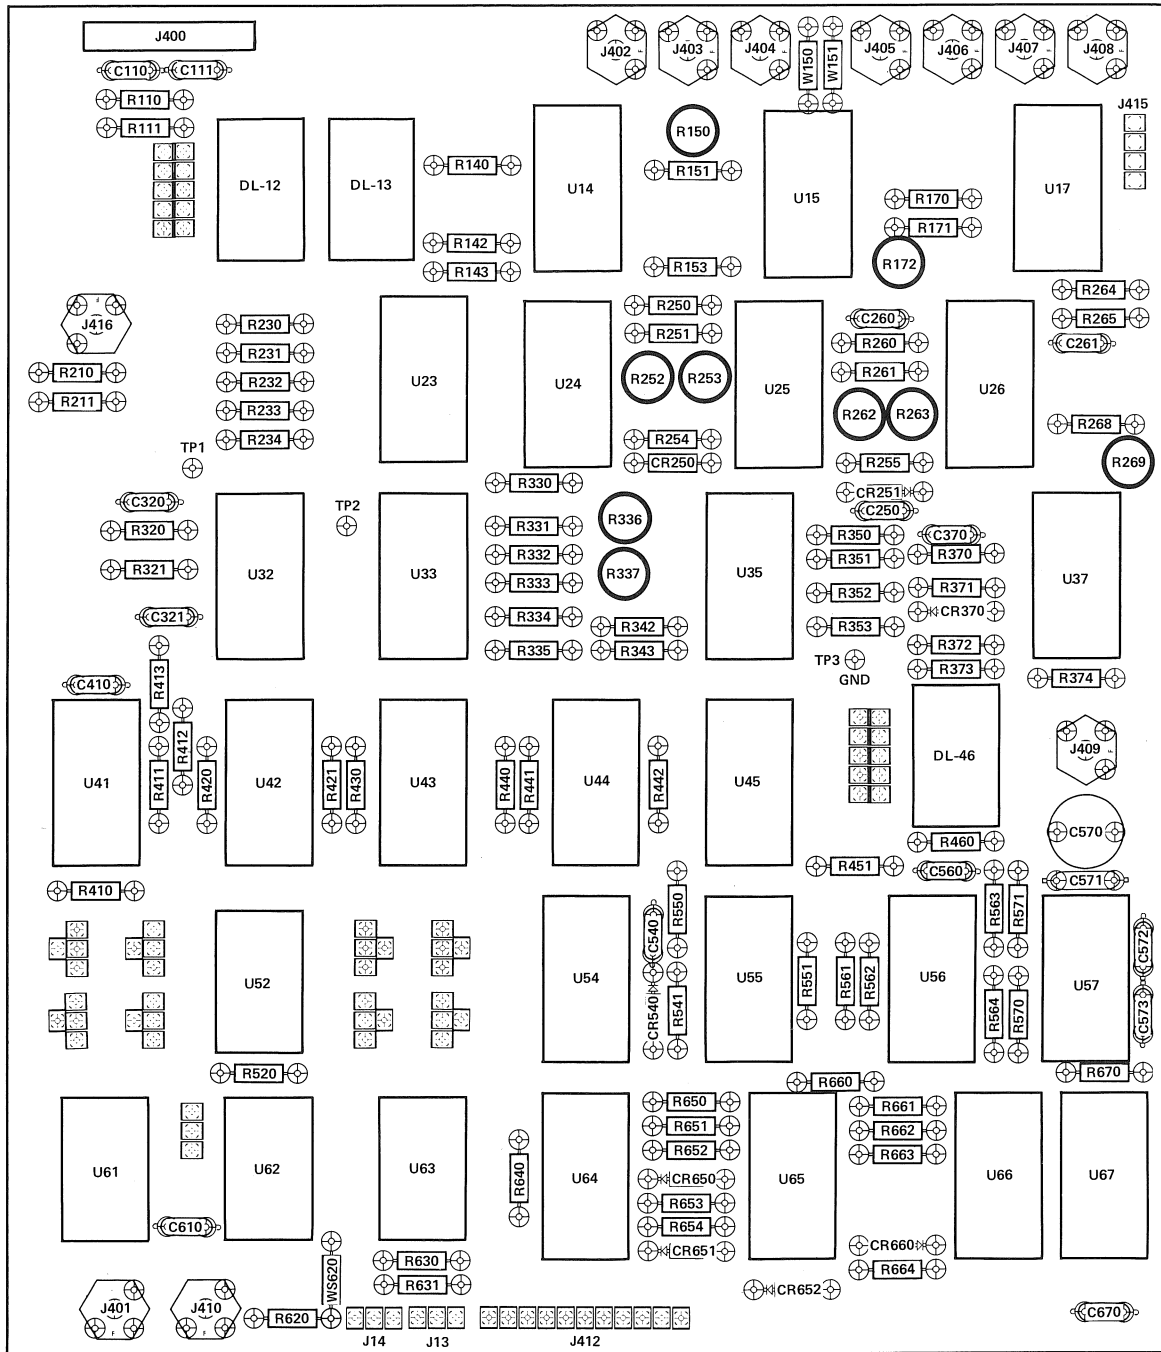 J400
J402 J403 J404 W150 W151 J405 J406 J407 J408
C110 C111
R110
R111
J415
R150
R140 R151
DL-12 DL-13 U14 U15 U17
R170
R171
R142 R153 R172
R143
J416
R264
R265
R230 R250 C260
R231 R251 R260 C261
R210 R232 U23 U24 R252 R253 U25 R261 U26
R211 R233 R262 R263
R234 R254 R268
TP1 CR250 R255 R269
R330 CR251
C320 TP2 R336 C250
R320 R331 R350 C370
R332 R351 R370
R321 U32 U33 R333 R337 U35 R352 R371 U37
C321 R334 R342 R353 CR370
R335 R343 R372
R413 TP3 R373
C410 GND R374
R412
U41 R411 R420 U42 R421 R430 U43 R440 R441 U44 R442 U45 DL-46 J409
C570
R460
R451 C560 C571
R410
R550 R563 R571
C540 C572
U52 U54 U55 R551 R561 R562 U56 U57
CR540 R541 R564 R570 C573
R520 R660 R670
R650 R661
R651 R662
R652 R663
U61 U62 U63 R640 U64 CR650 U65 U66 U67
R653
C610 R654
CR651 CR660
R630 R664
WS620 R631 CR652
J401 J410 R620 C670
J14 J13 J412
F F F F F F F F F F F